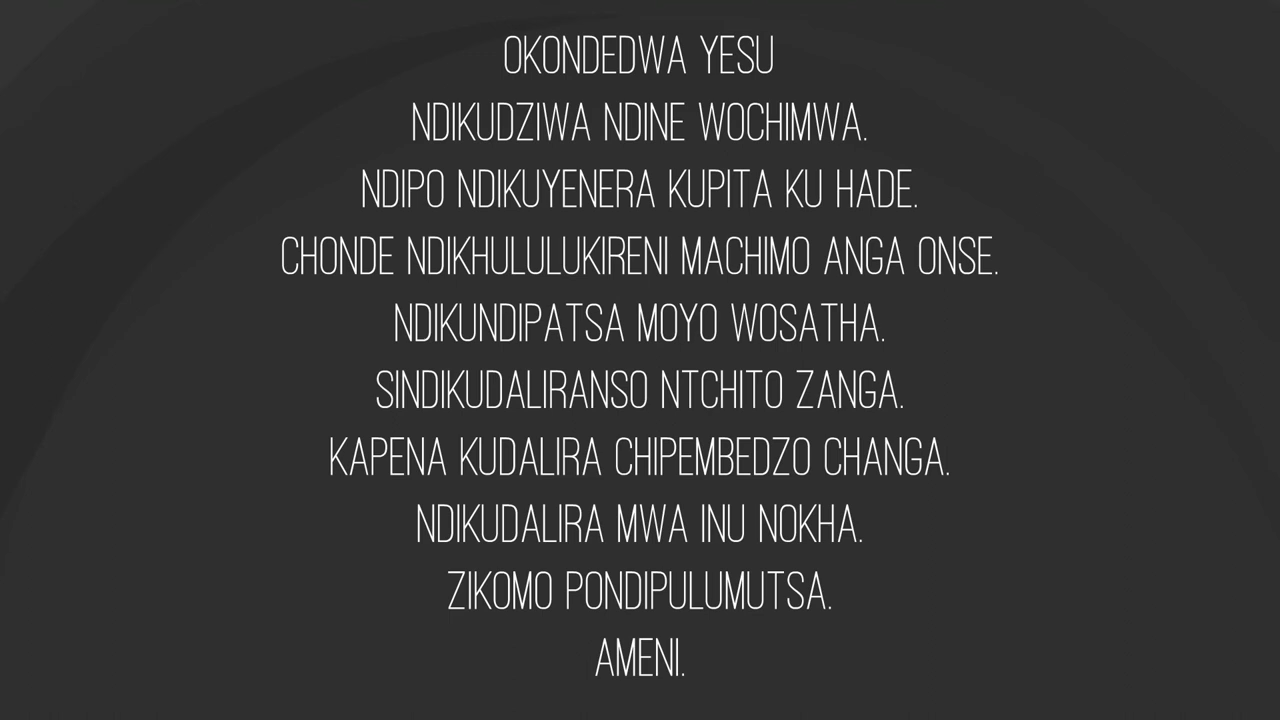 OKONDEDWA YESU
NDIKUDZIWA NDINE WOCHIMWA.
NDIPO NDIKUYENERA KUPITA KU HADE.
CHONDE NDIKHULULUKIRENI MACHIMO ANGA ONSE.
NDIKUNDIPATSA MOYO WOSATHA.
SINDIKUDALIRANSO NTCHITO ZANGA.
KAPENA KUDALIRA CHIPEMBEDZO CHANGA.
NDIKUDALIRA MWA INU NOKHA.
ZIKOMO PONDIPULUMUTSA.
AMENI.